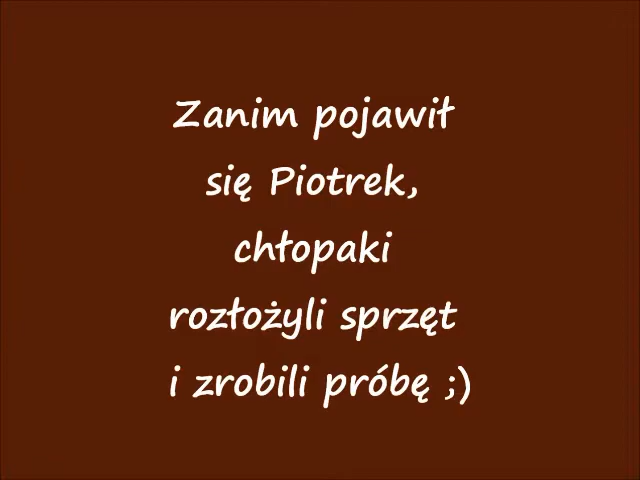 Zanim pojawił
się Piotrek,
chłopaki
rozłożyli sprzęt
i zrobili próbę ;)